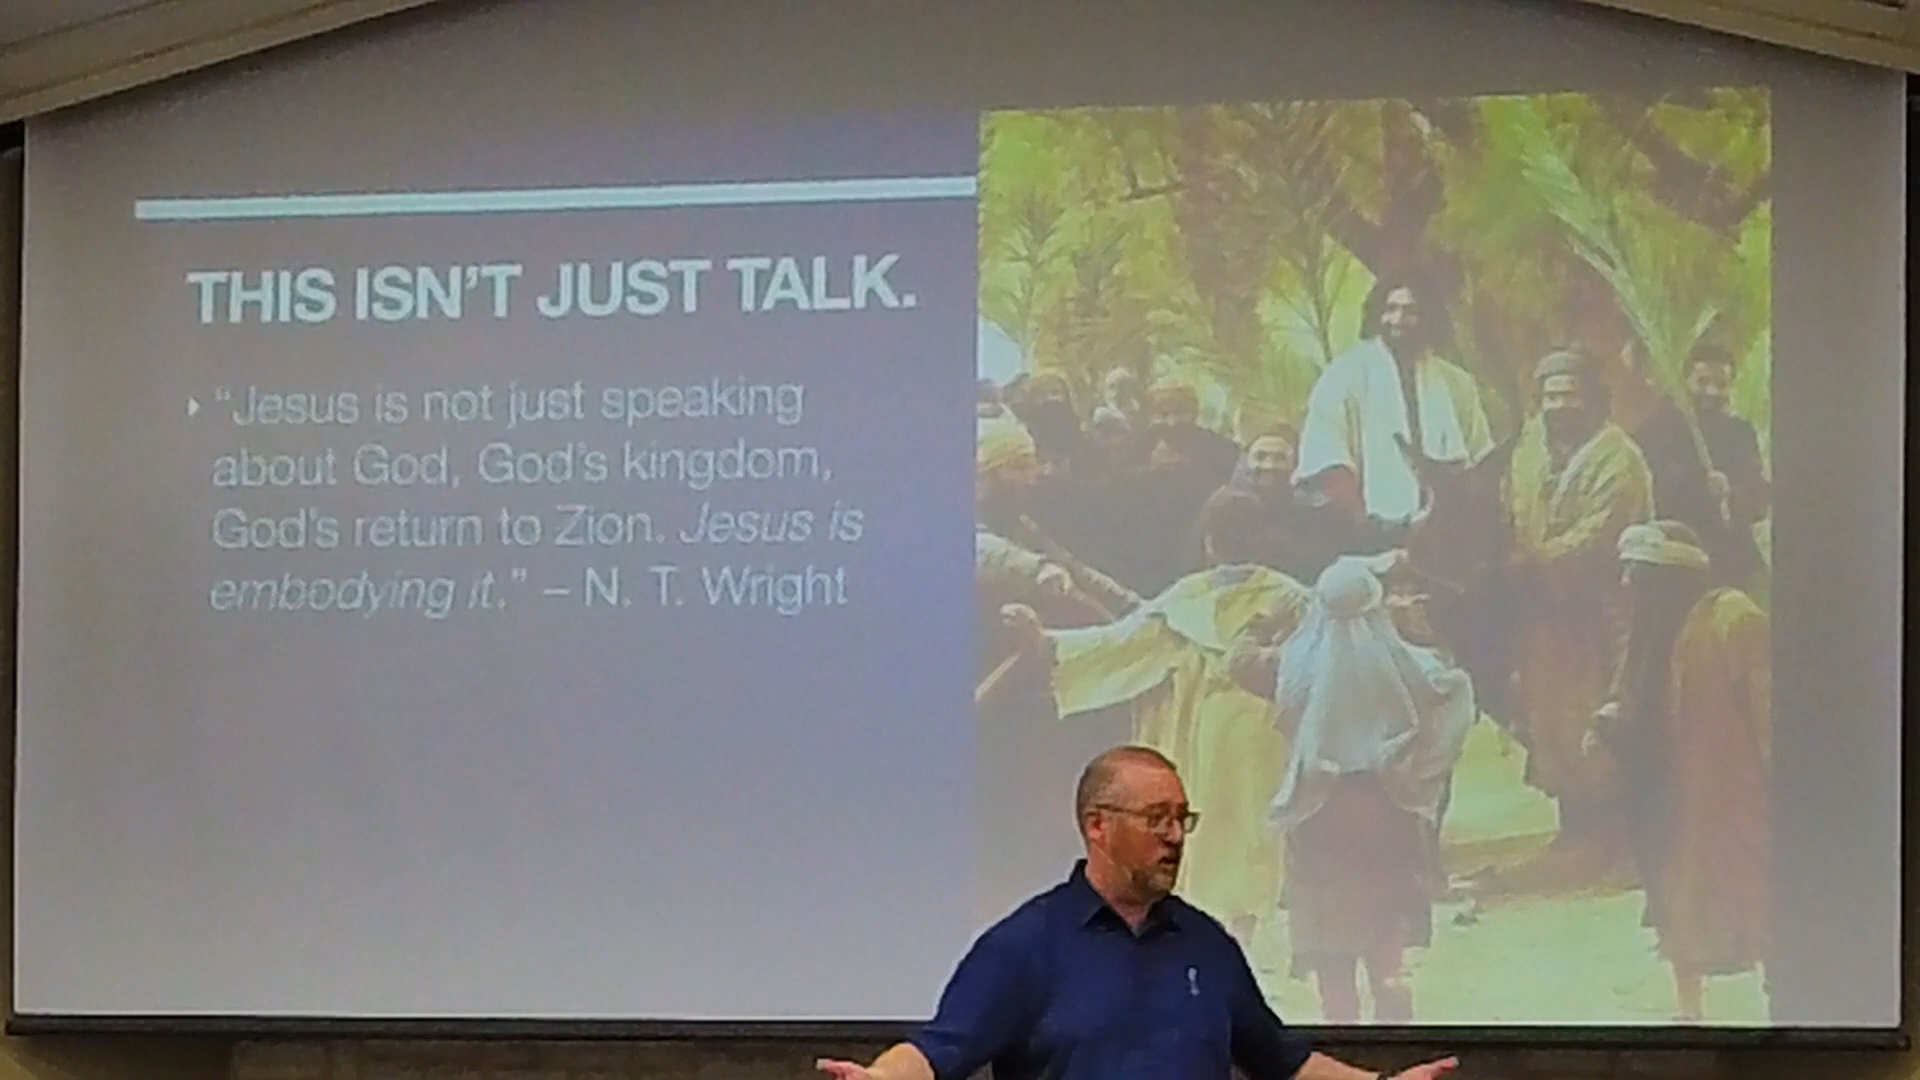 THIS ISN'T JUST TALK.
"Jesus is not just speaking
about God, God's kingdom,
God's return to Zion. Jesus is
embodying it." – N. T. Wright